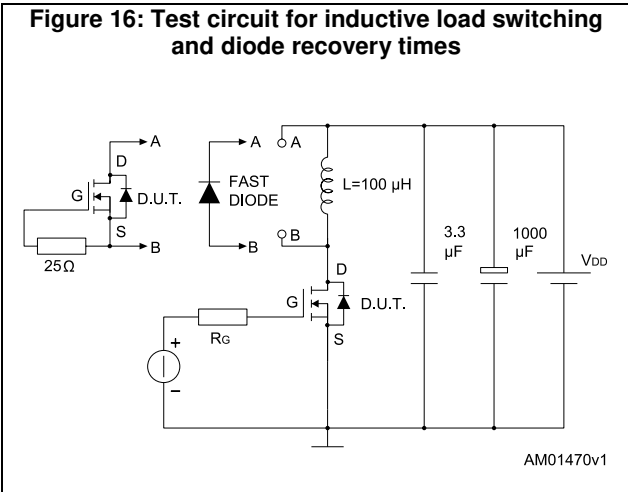 Figure 16: Test circuit for inductive load switching
and diode recovery times
A
D
G
D.U.T.
S
B
25Ω
A
FAST
DIODE
B
A
L=100 µH
B
D
G
D.U.T.
S
RG
+
−
3.3
µF
1000
µF
VDD
AM01470v1